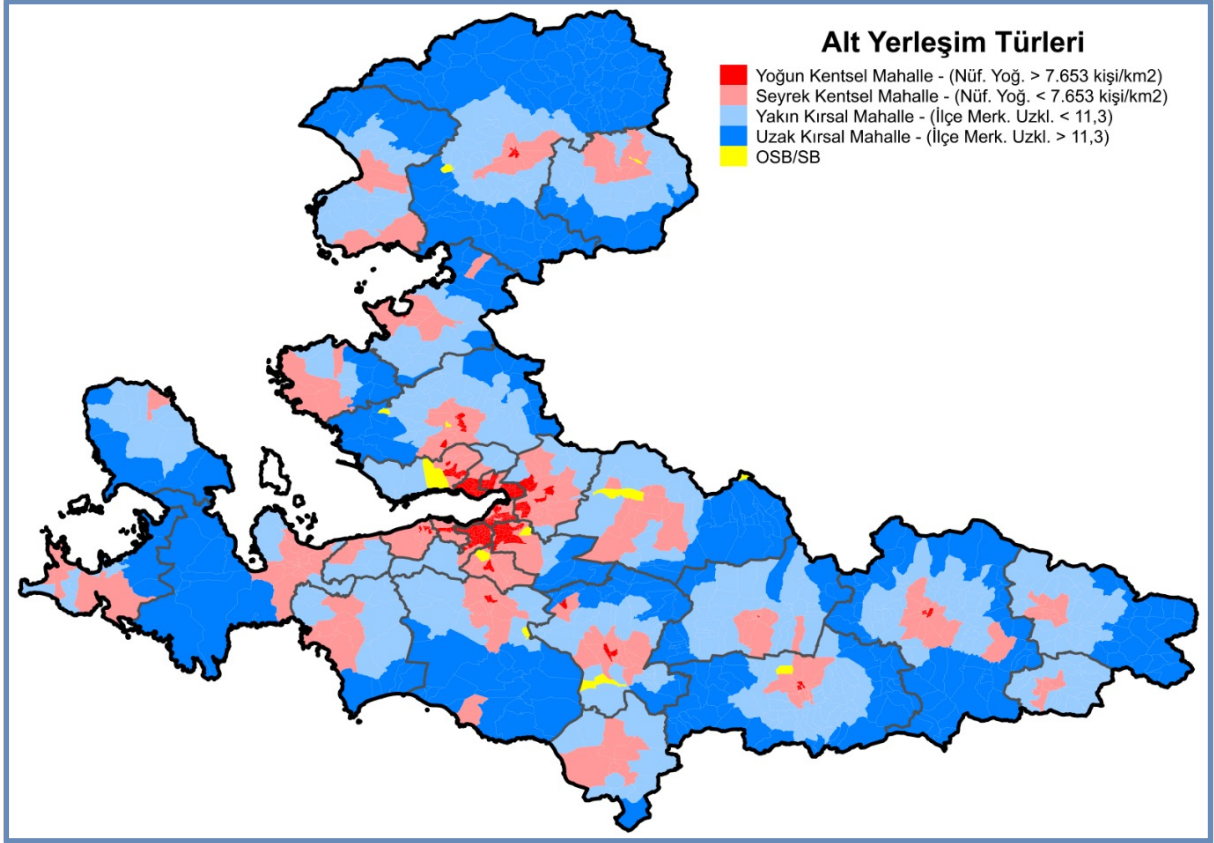 Alt Yerleşim Türleri
Yoğun Kentsel Mahalle - (Nüf. Yoğ. > 7.653 kişi/km2)
Seyrek Kentsel Mahalle - (Nüf. Yoğ. < 7.653 kişi/km2)
Yakın Kırsal Mahalle - (İlçe Merk. Uzkl. < 11,3)
Uzak Kırsal Mahalle - (İlçe Merk. Uzkl. > 11,3)
OSB/SB